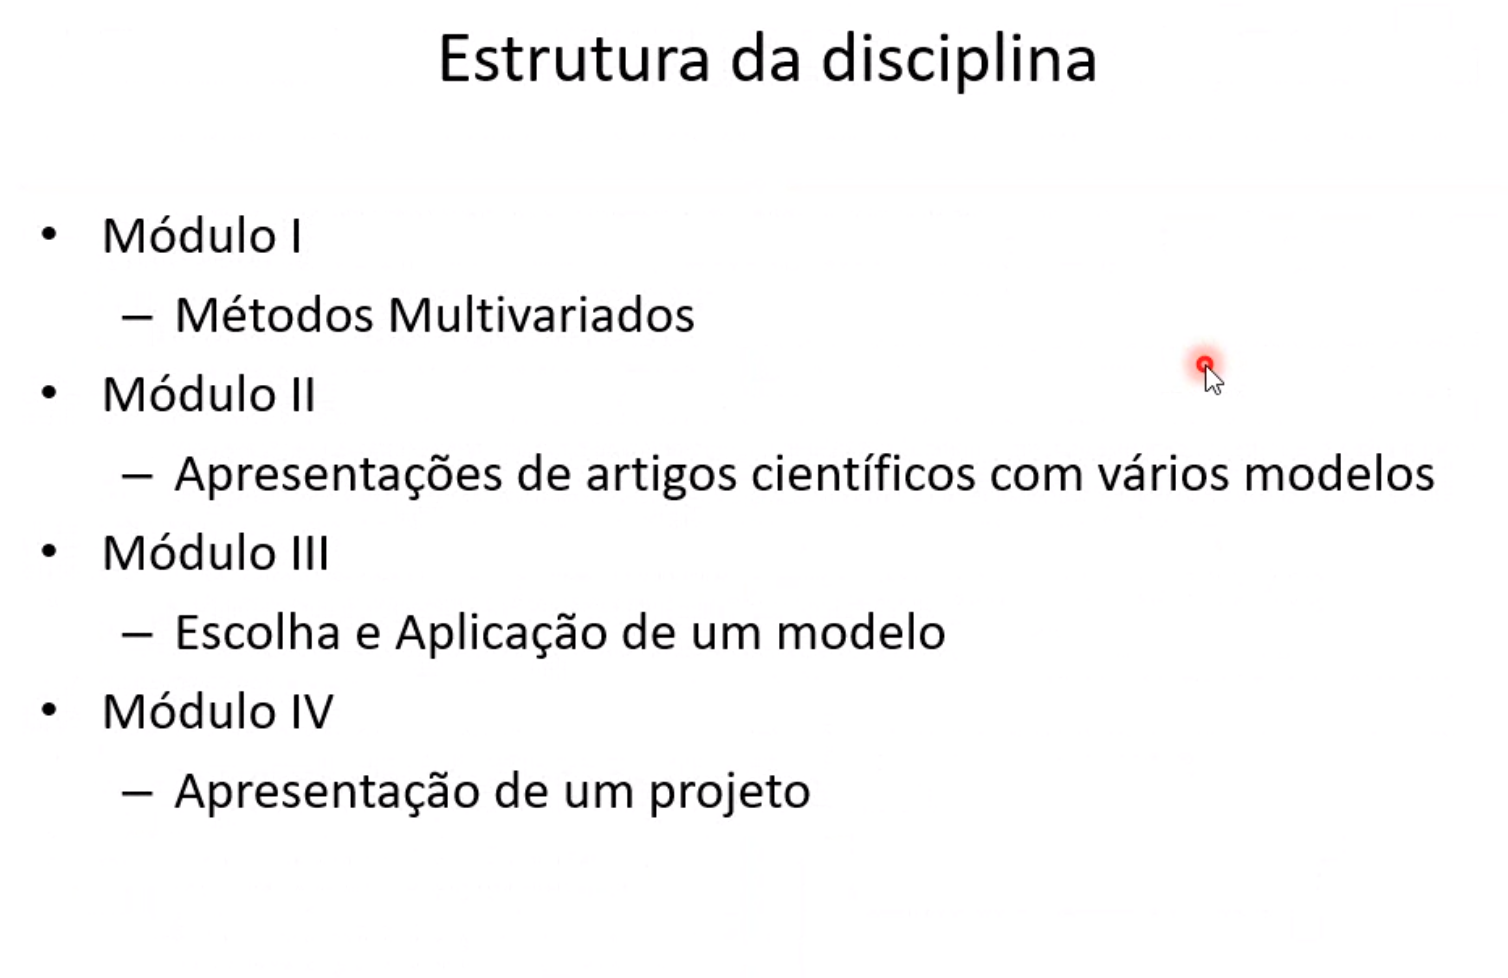 Estrutura da disciplina
• Módulo I
– Métodos Multivariados
• Módulo II
– Apresentações de artigos científicos com vários modelos
• Módulo III
– Escolha e Aplicação de um modelo
• Módulo IV
– Apresentação de um projeto